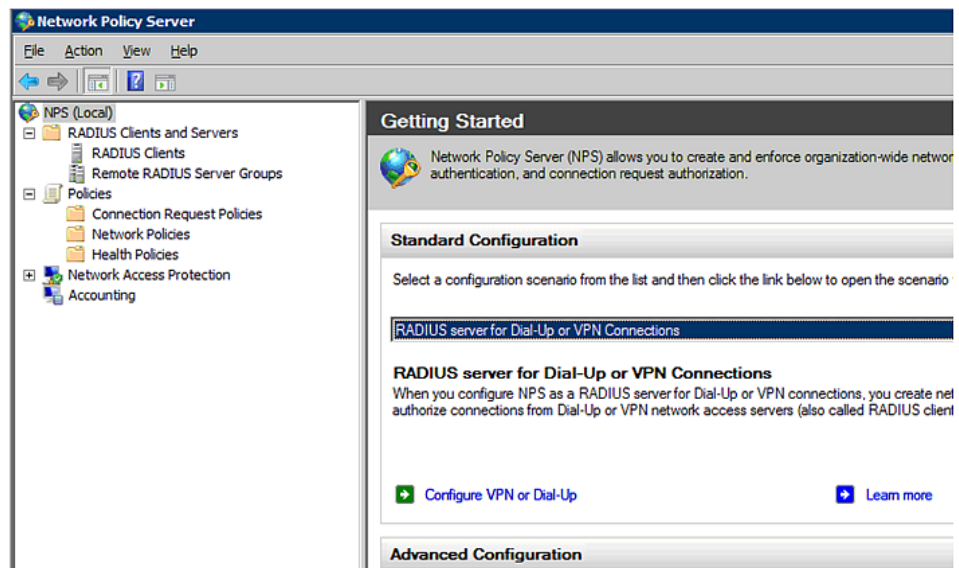 Network Policy Server
File Action View Help
NPS (Local)
RADIUS Clients and Servers
RADIUS Clients
Remote RADIUS Server Groups
Policies
Connection Request Policies
Network Policies
Health Policies
Network Access Protection
Accounting
Getting Started
Network Policy Server (NPS) allows you to create and enforce organization-wide networ
authentication, and connection request authorization.
Standard Configuration
Select a configuration scenario from the list and then click the link below to open the scenario
RADIUS server for Dial-Up or VPN Connections
RADIUS server for Dial-Up or VPN Connections
When you configure NPS as a RADIUS server for Dial-Up or VPN connections, you create net
authorize connections from Dial-Up or VPN network access servers (also called RADIUS client
Configure VPN or Dial-Up
Learn more
Advanced Configuration